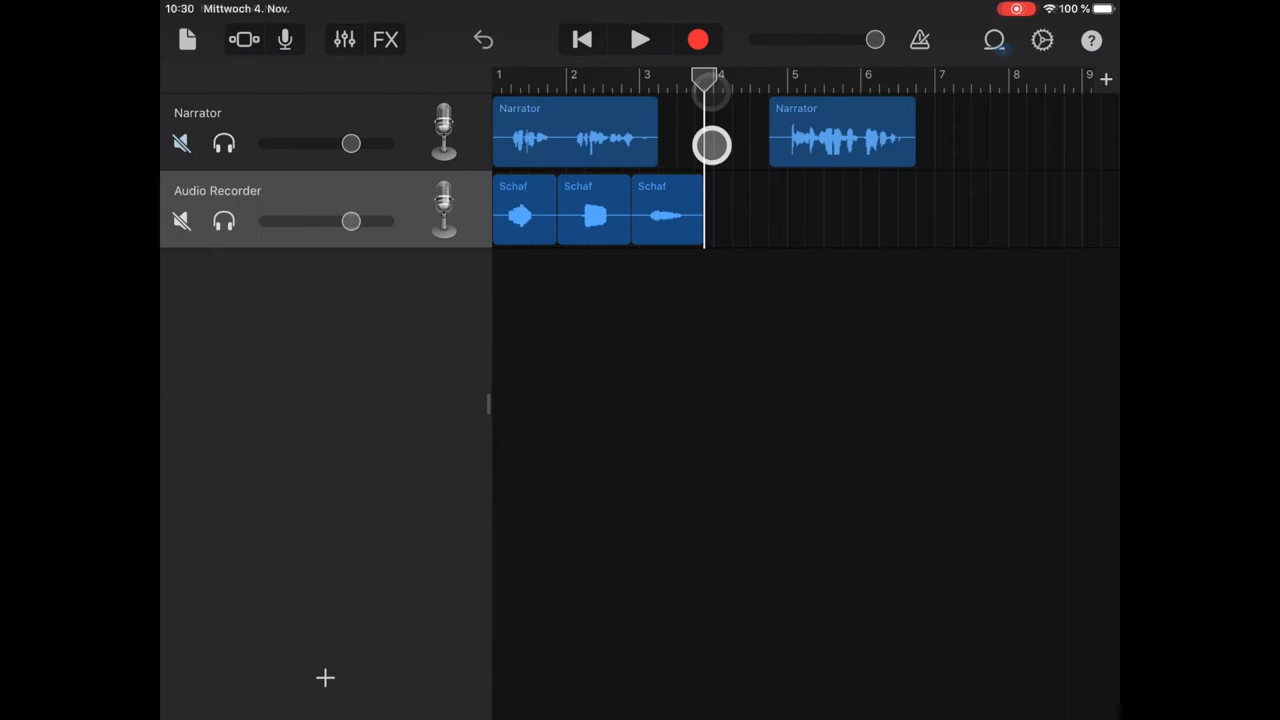 10:30 Mittwoch 4. Nov.
100 %
FX
?
1 2 3 4 5 6 7 8 9 +
Narrator
Narrator
Narrator
Audio Recorder
Schaf
Schaf
Schaf
+